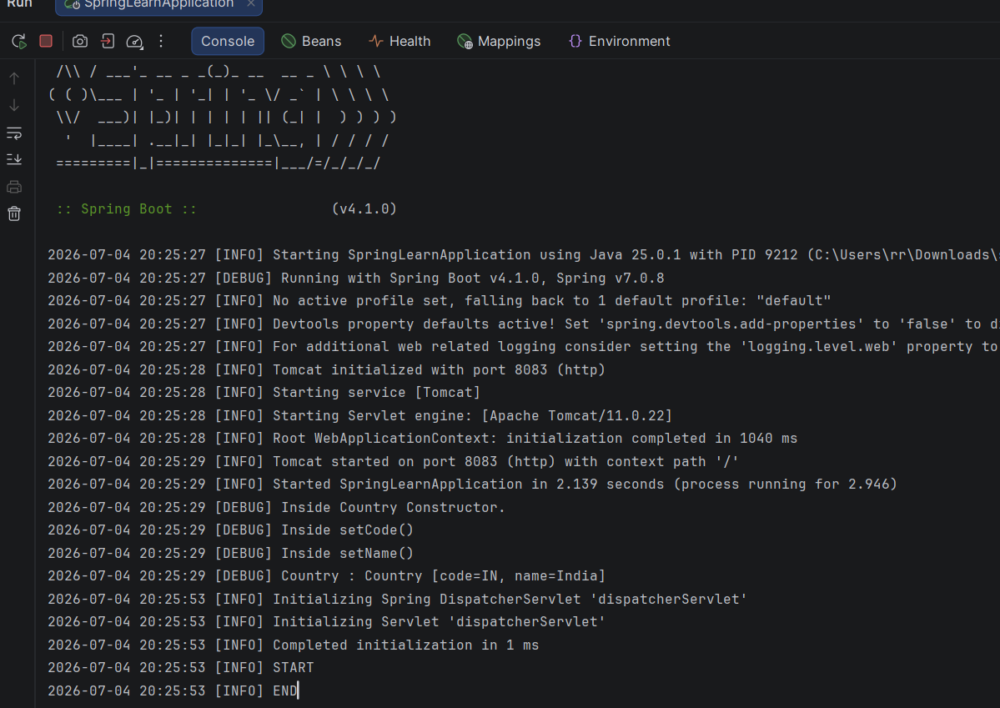 Run SpringLearnApplication ×
Console Beans Health Mappings {} Environment
/\\ / ___'_ __ _ _(_)_ __  __ _ \ \ \ \
( ( )\___ | '_ | '_| | '_ \/ _` | \ \ \ \
\\/  ___)| |_)| | | | | || (_| |  ) ) ) )
'  |____| .__|_| |_|_| |_\__, | / / / /
=========|_|==============|___/=/_/_/_/
:: Spring Boot ::                (v4.1.0)
2026-07-04 20:25:27 [INFO] Starting SpringLearnApplication using Java 25.0.1 with PID 9212 (C:\Users\rr\Downloads\
2026-07-04 20:25:27 [DEBUG] Running with Spring Boot v4.1.0, Spring v7.0.8
2026-07-04 20:25:27 [INFO] No active profile set, falling back to 1 default profile: "default"
2026-07-04 20:25:27 [INFO] Devtools property defaults active! Set 'spring.devtools.add-properties' to 'false' to
2026-07-04 20:25:27 [INFO] For additional web related logging consider setting the 'logging.level.web' property to
2026-07-04 20:25:28 [INFO] Tomcat initialized with port 8083 (http)
2026-07-04 20:25:28 [INFO] Starting service [Tomcat]
2026-07-04 20:25:28 [INFO] Starting Servlet engine: [Apache Tomcat/11.0.22]
2026-07-04 20:25:28 [INFO] Root WebApplicationContext: initialization completed in 1040 ms
2026-07-04 20:25:29 [INFO] Tomcat started on port 8083 (http) with context path '/'
2026-07-04 20:25:29 [INFO] Started SpringLearnApplication in 2.139 seconds (process running for 2.946)
2026-07-04 20:25:29 [DEBUG] Inside Country Constructor.
2026-07-04 20:25:29 [DEBUG] Inside setCode()
2026-07-04 20:25:29 [DEBUG] Inside setName()
2026-07-04 20:25:29 [DEBUG] Country : Country [code=IN, name=India]
2026-07-04 20:25:53 [INFO] Initializing Spring DispatcherServlet 'dispatcherServlet'
2026-07-04 20:25:53 [INFO] Initializing Servlet 'dispatcherServlet'
2026-07-04 20:25:53 [INFO] Completed initialization in 1 ms
2026-07-04 20:25:53 [INFO] START
2026-07-04 20:25:53 [INFO] END